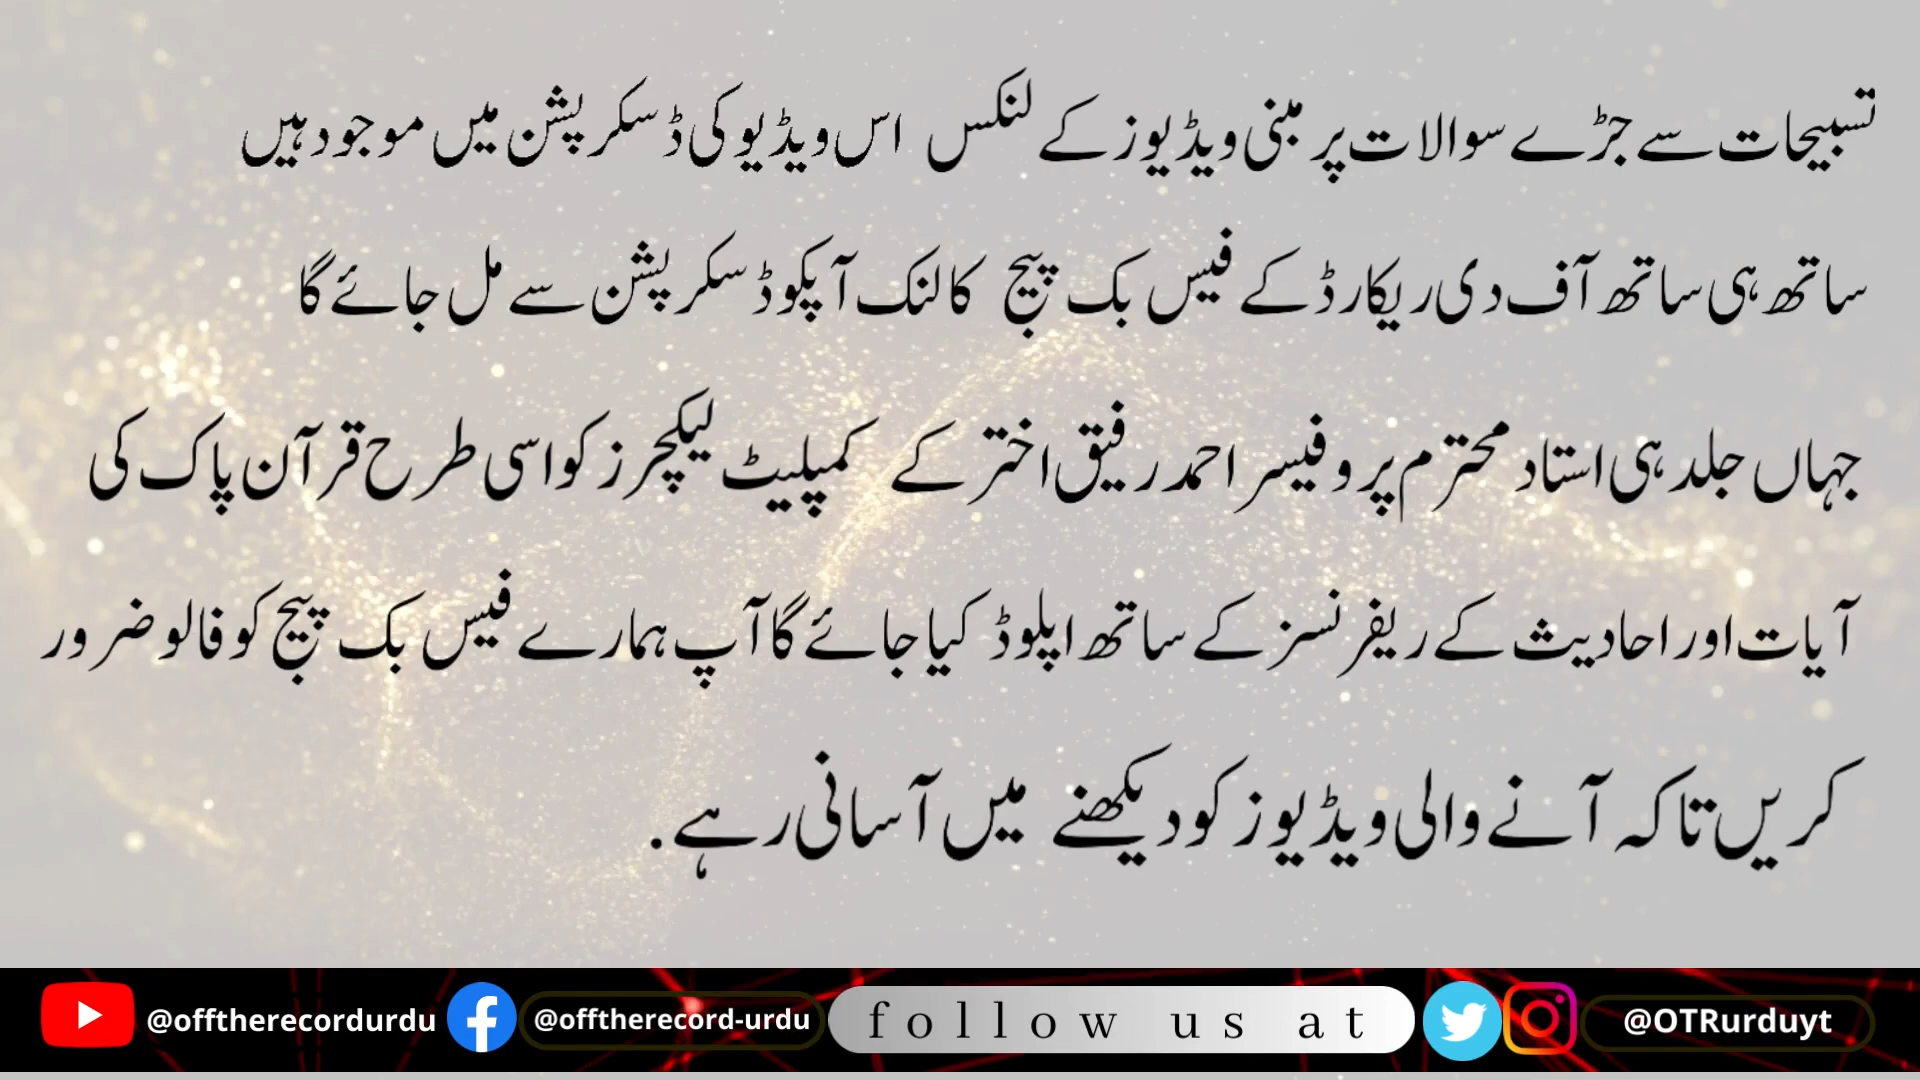 تسبیحات سے جڑے سوالات پر مبنی ویڈیوز کے لنکس اس ویڈیو کی ڈسکرپشن میں موجود ہیں
ساتھ ہی ساتھ آف دی ریکارڈ کے فیس بک پیج کا لنک آپکو ڈسکرپشن سے مل جائے گا
جہاں جلد ہی استاد محترم پروفیسر احمد رفیق اختر کے کمپلیٹ لیکچرز کو اسی طرح قرآن پاک کی
آیات اور احادیث کے ریفرنسز کے ساتھ اپلوڈ کیا جائے گا آپ ہمارے فیس بک پیج کو فالو ضرور
کریں تاکہ آنے والی ویڈیوز کو دیکھنے میں آسانی رہے.
@offtherecordurdu @offtherecord-urdu follow us at @OTRurduyt